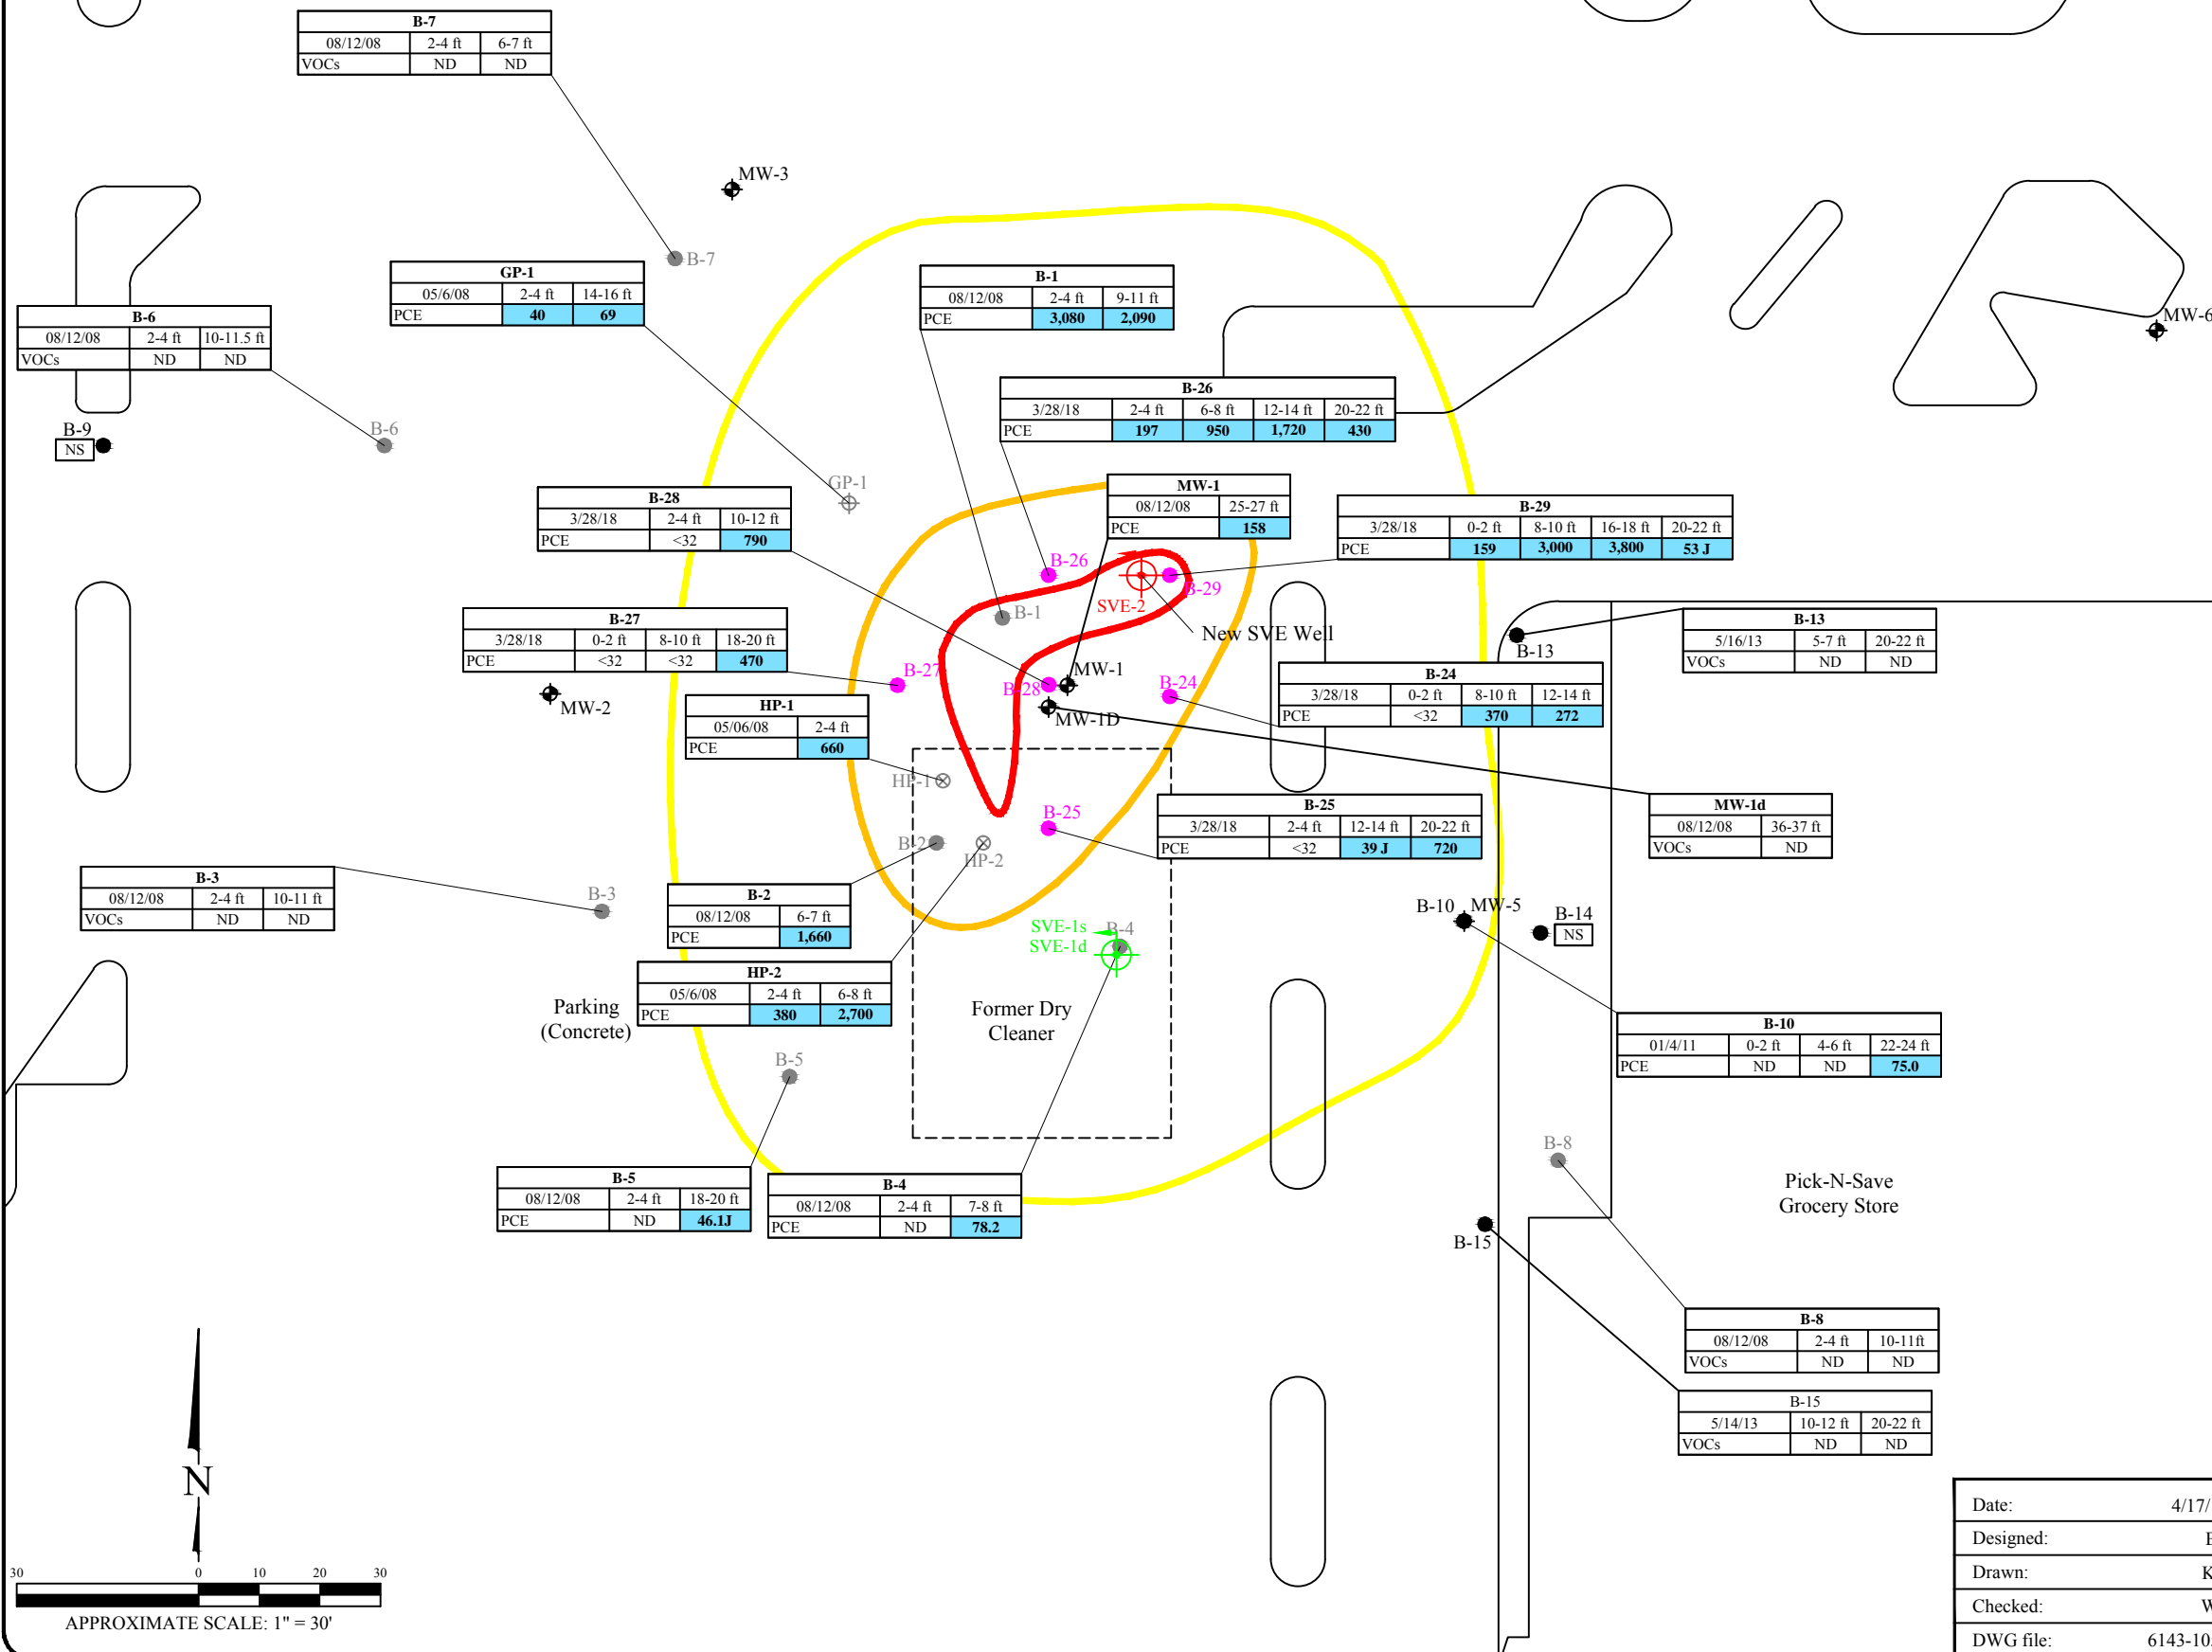 B-7
08/12/08 2-4 ft 6-7 ft
VOCs ND ND
MW-3
B-7
GP-1
05/6/08 2-4 ft 14-16 ft
PCE 40 69
B-1
08/12/08 2-4 ft 9-11 ft
PCE 3,080 2,090
B-6
08/12/08 2-4 ft 10-11.5 ft
VOCs ND ND
MW-6
B-26
3/28/18 2-4 ft 6-8 ft 12-14 ft 20-22 ft
PCE 197 950 1,720 430
B-9
NS
B-6
GP-1
B-28
3/28/18 2-4 ft 10-12 ft
PCE <32 790
MW-1
08/12/08 25-27 ft
PCE 158
B-29
3/28/18 0-2 ft 8-10 ft 16-18 ft 20-22 ft
PCE 159 3,000 3,800 53 J
B-26
B-29
SVE-2
B-1
New SVE Well
B-27
3/28/18 0-2 ft 8-10 ft 18-20 ft
PCE <32 <32 470
B-13
5/16/13 5-7 ft 20-22 ft
VOCs ND ND
B-13
B-27
B-28
MW-1
MW-1D
B-24
B-24
3/28/18 0-2 ft 8-10 ft 12-14 ft
PCE <32 370 272
MW-2
HP-1
05/06/08 2-4 ft
PCE 660
HP-1
B-25
B-25
3/28/18 2-4 ft 12-14 ft 20-22 ft
PCE <32 39 J 720
MW-1d
08/12/08 36-37 ft
VOCs ND
B-2
HP-2
B-3
08/12/08 2-4 ft 10-11 ft
VOCs ND ND
B-3
B-2
08/12/08 6-7 ft
PCE 1,660
B-10 MW-5
B-14
NS
SVE-1s
SVE-1d
B-4
HP-2
05/6/08 2-4 ft 6-8 ft
PCE 380 2,700
Parking
(Concrete)
Former Dry
Cleaner
B-10
01/4/11 0-2 ft 4-6 ft 22-24 ft
PCE ND ND 75.0
B-5
B-8
B-5
08/12/08 2-4 ft 18-20 ft
PCE ND 46.1J
B-4
08/12/08 2-4 ft 7-8 ft
PCE ND 78.2
Pick-N-Save
Grocery Store
B-15
B-8
08/12/08 2-4 ft 10-11ft
VOCs ND ND
B-15
5/14/13 10-12 ft 20-22 ft
VOCs ND ND
N
30 0 10 20 30
APPROXIMATE SCALE: 1" = 30'
Date: 4/17/
Designed:
Drawn: K
Checked:
DWG file: 6143-10